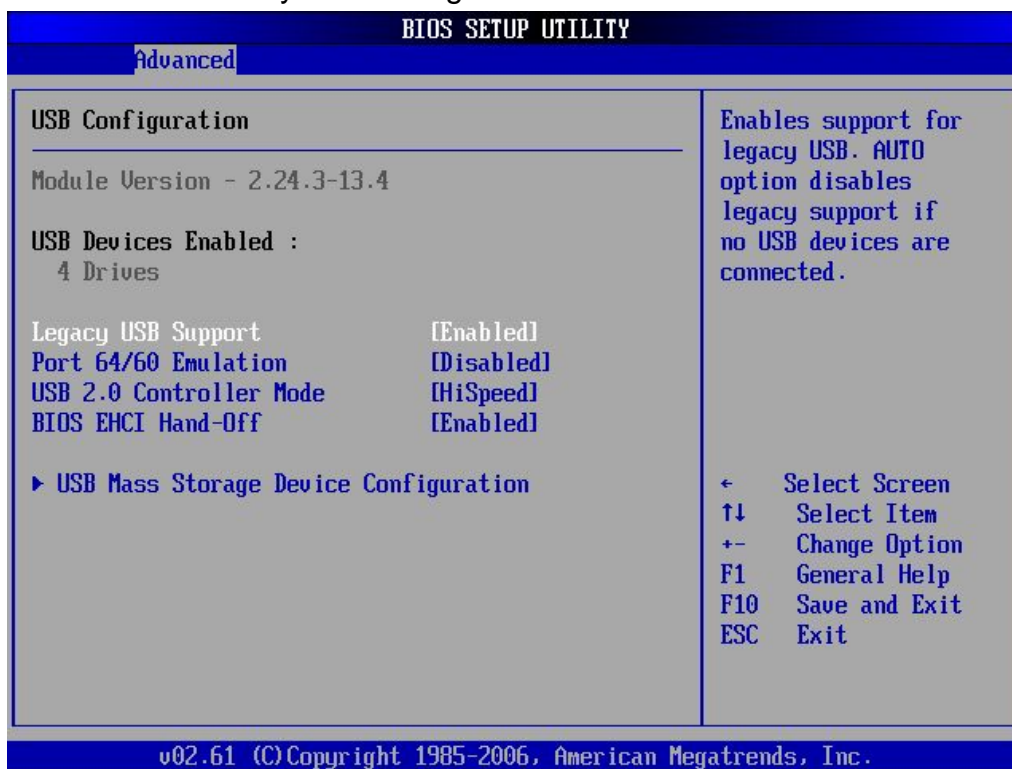 BIOS SETUP UTILITY
Advanced
USB Configuration
Module Version - 2.24.3-13.4
USB Devices Enabled :
4 Drives
Legacy USB Support [Enabled]
Port 64/60 Emulation [Disabled]
USB 2.0 Controller Mode [HiSpeed]
BIOS EHCI Hand-Off [Enabled]
▶ USB Mass Storage Device Configuration
Enables support for
legacy USB. AUTO
option disables
legacy support if
no USB devices are
connected.
← Select Screen
↑↓ Select Item
+- Change Option
F1 General Help
F10 Save and Exit
ESC Exit
v02.61 (C)Copyright 1985-2006, American Megatrends, Inc.